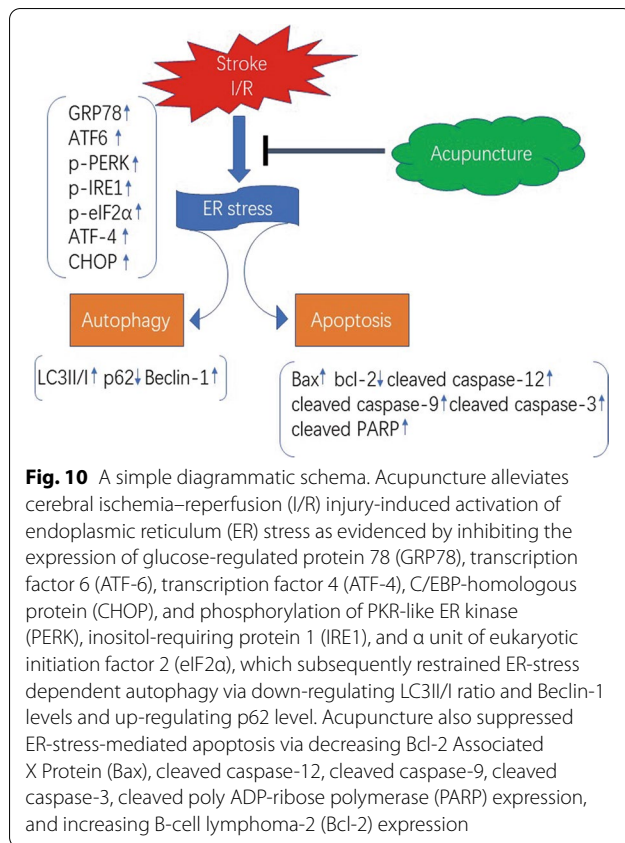 Stroke
I/R
GRP78↑
ATF6 ↑
p-PERK↑
p-IRE1↑
p-eIF2α↑
ATF-4 ↑
CHOP ↑
Acupuncture
ER stress
Autophagy
Apoptosis
LC3II/I↑ p62↓ Beclin-1↑
Bax↑ bcl-2↓ cleaved caspase-12↑
cleaved caspase-9↑ cleaved caspase-3↑
cleaved PARP↑
Fig. 10 A simple diagrammatic schema. Acupuncture alleviates
cerebral ischemia–reperfusion (I/R) injury-induced activation of
endoplasmic reticulum (ER) stress as evidenced by inhibiting the
expression of glucose-regulated protein 78 (GRP78), transcription
factor 6 (ATF-6), transcription factor 4 (ATF-4), C/EBP-homologous
protein (CHOP), and phosphorylation of PKR-like ER kinase
(PERK), inositol-requiring protein 1 (IRE1), and α unit of eukaryotic
initiation factor 2 (eIF2α), which subsequently restrained ER-stress
dependent autophagy via down-regulating LC3II/I ratio and Beclin-1
levels and up-regulating p62 level. Acupuncture also suppressed
ER-stress-mediated apoptosis via decreasing Bcl-2 Associated
X Protein (Bax), cleaved caspase-12, cleaved caspase-9, cleaved
caspase-3, cleaved poly ADP-ribose polymerase (PARP) expression,
and increasing B-cell lymphoma-2 (Bcl-2) expression